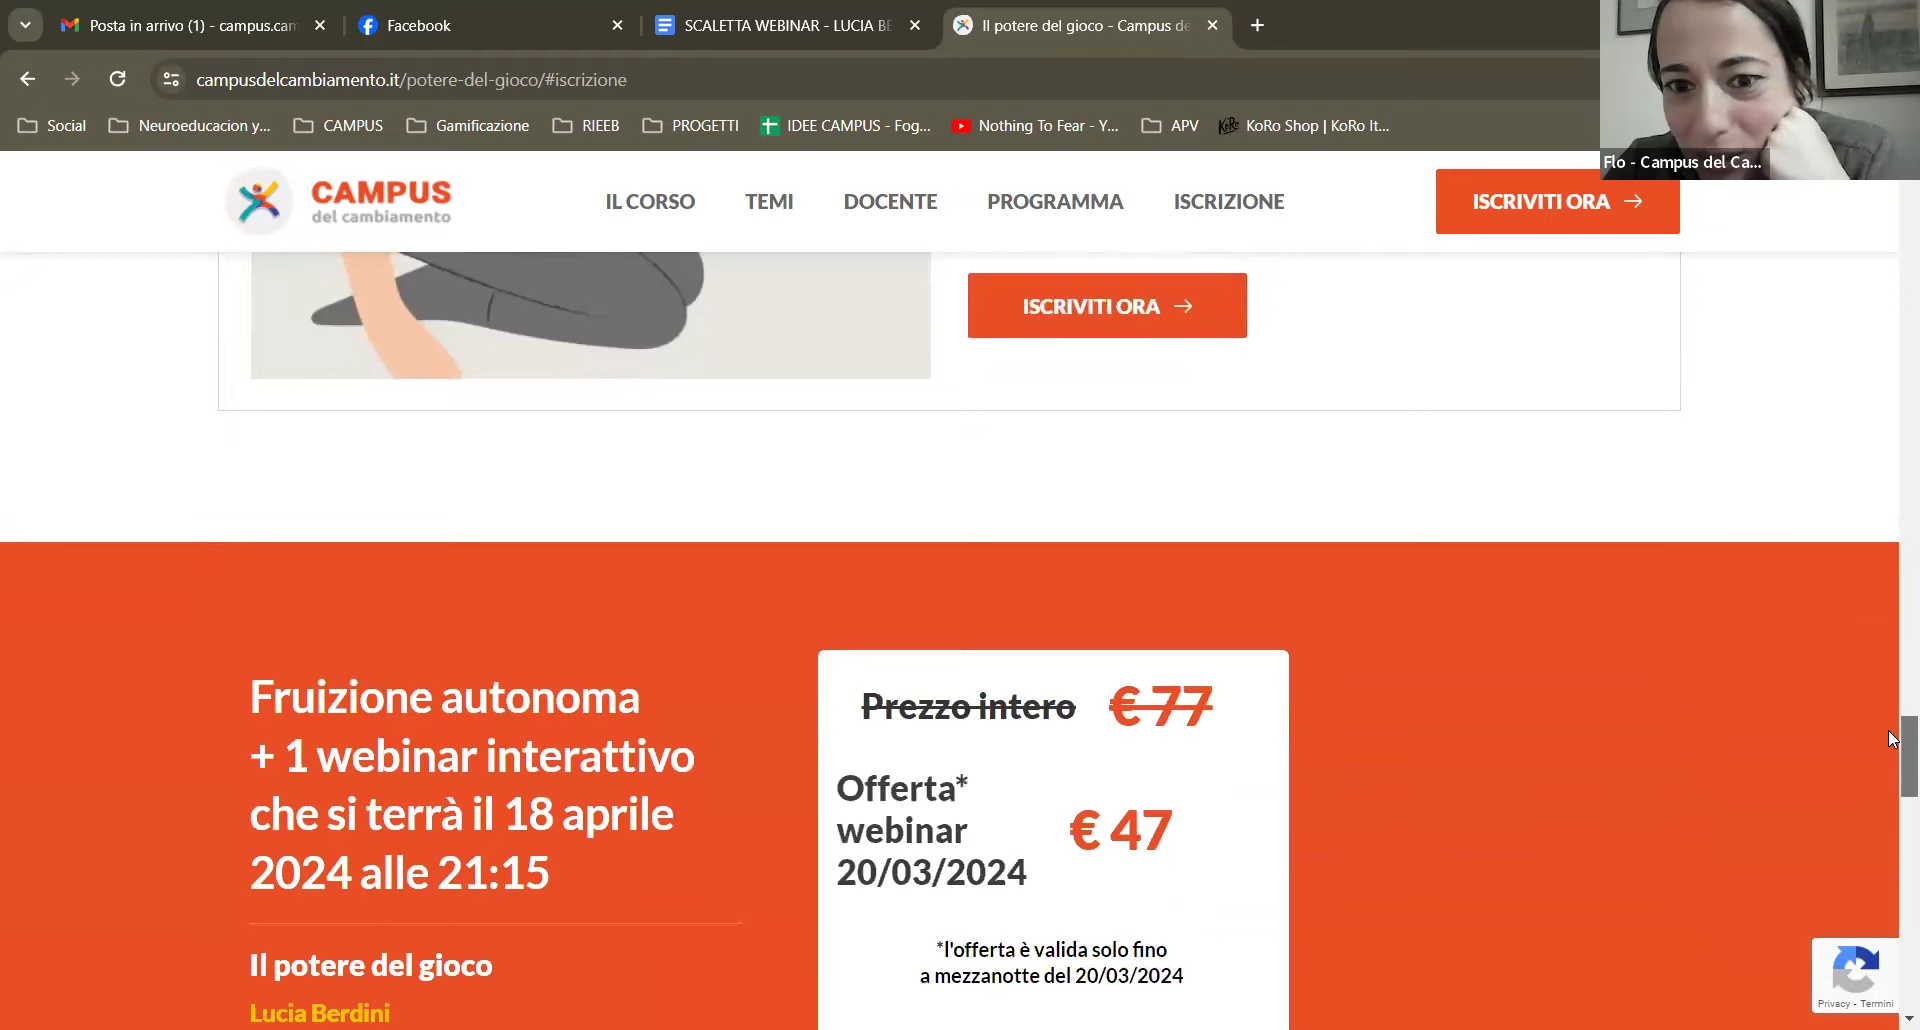 Posta in arrivo (1) - campus.cam
Facebook
SCALETTA WEBINAR - LUCIA BE
Il potere del gioco - Campus de
campusdelcambiamento.it/potere-del-gioco/#iscrizione
Social
Neuroeducacion y...
CAMPUS
Gamificazione
RIEEB
PROGETTI
IDEE CAMPUS - Fog...
Nothing To Fear - Y...
APV
KoRo
KoRo Shop | KoRo It...
Flo - Campus del Ca...
CAMPUS
del cambiamento
IL CORSO
TEMI
DOCENTE
PROGRAMMA
ISCRIZIONE
ISCRIVITI ORA
ISCRIVITI ORA
Fruizione autonoma
+ 1 webinar interattivo
che si terrà il 18 aprile
2024 alle 21:15
Il potere del gioco
Lucia Berdini
Prezzo intero € 77
Offerta*
webinar
20/03/2024
€ 47
*l'offerta è valida solo fino
a mezzanotte del 20/03/2024
Privacy - Termini